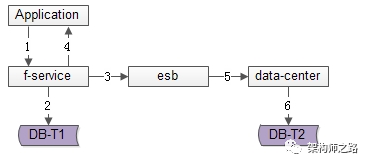 Application
1
4
f-service
3
esb
5
data-center
2
6
DB-T1
DB-T2
架构师之路